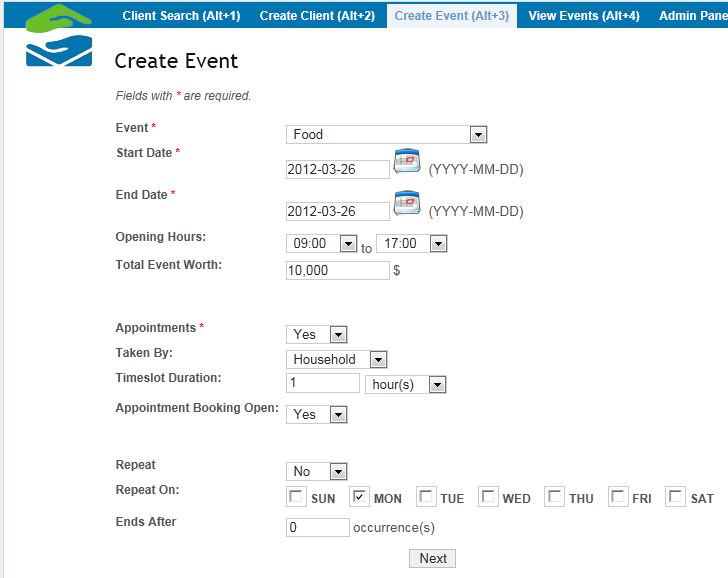 Client Search (Alt+1) Create Client (Alt+2) Create Event (Alt+3) View Events (Alt+4) Admin Pane
Create Event
Fields with * are required.
Event * Food
Start Date * 2012-03-26 (YYYY-MM-DD)
End Date * 2012-03-26 (YYYY-MM-DD)
Opening Hours: 09:00 to 17:00
Total Event Worth: 10,000 $
Appointments * Yes
Taken By: Household
Timeslot Duration: 1 hour(s)
Appointment Booking Open: Yes
Repeat No
Repeat On: SUN MON TUE WED THU FRI SAT
Ends After 0 occurrence(s)
Next